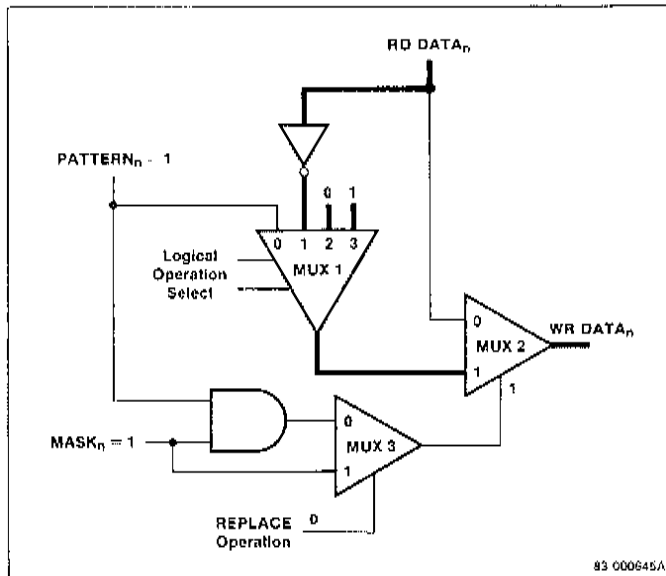 RD DATAn
PATTERNn - 1
0 1
0 1 2 3
MUX 1
Logical
Operation
Select
0
MUX 2
1
WR DATAn
1
MASKn = 1
0
MUX 3
1
REPLACE
Operation
0
83 000645A